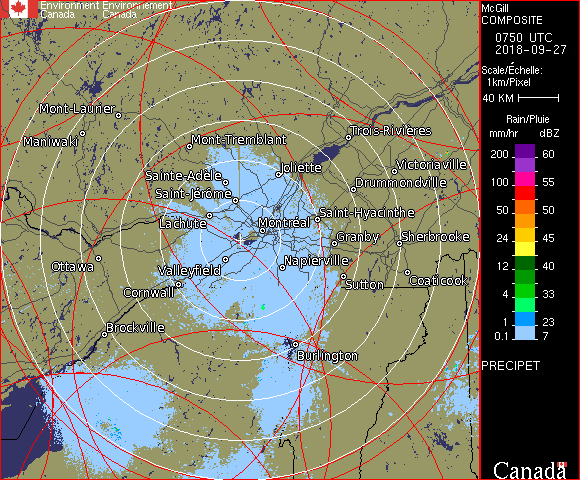 Environment Environnement
Canada Canada
McGill
COMPOSITE
0750 UTC
2018-09-27
Scale/Échelle:
1km/Pixel
40 KM
Rain/Pluie
mm/hr dBZ
200 60
100 55
50 50
24 45
12 40
4 33
1 23
0.1 7
PRECIPET
Canada
Mont-Laurier
Maniwaki
Mont-Tremblant
Trois-Rivières
Sainte-Adèle
Joliette
Victoriaville
Saint-Jérôme
Drummondville
Lachute
Montréal
Saint-Hyacinthe
Granby
Sherbrooke
Ottawa
Valleyfield
Napierville
Cornwall
Sutton
Coaticook
Brockville
Burlington